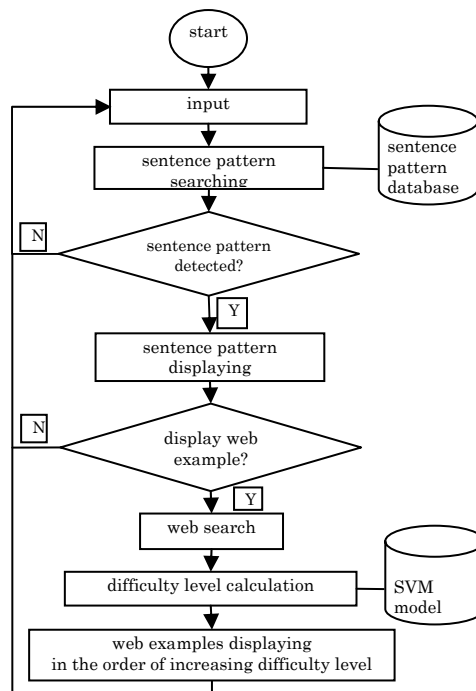 start
input
sentence pattern
searching
sentence
pattern
database
N
sentence pattern
detected?
Y
sentence pattern
displaying
N
display web
example?
Y
web search
difficulty level calculation
SVM
model
web examples displaying
in the order of increasing difficulty level